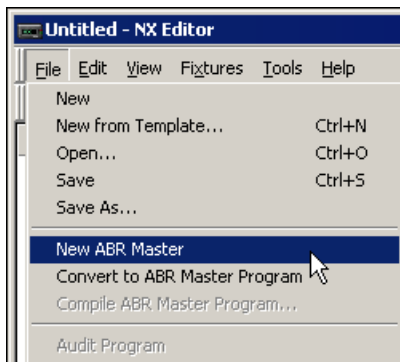 Untitled - NX Editor
File Edit View Fixtures Tools Help
New
New from Template... Ctrl+N
Open... Ctrl+O
Save Ctrl+S
Save As...
New ABR Master
Convert to ABR Master Program
Compile ABR Master Program...
Audit Program